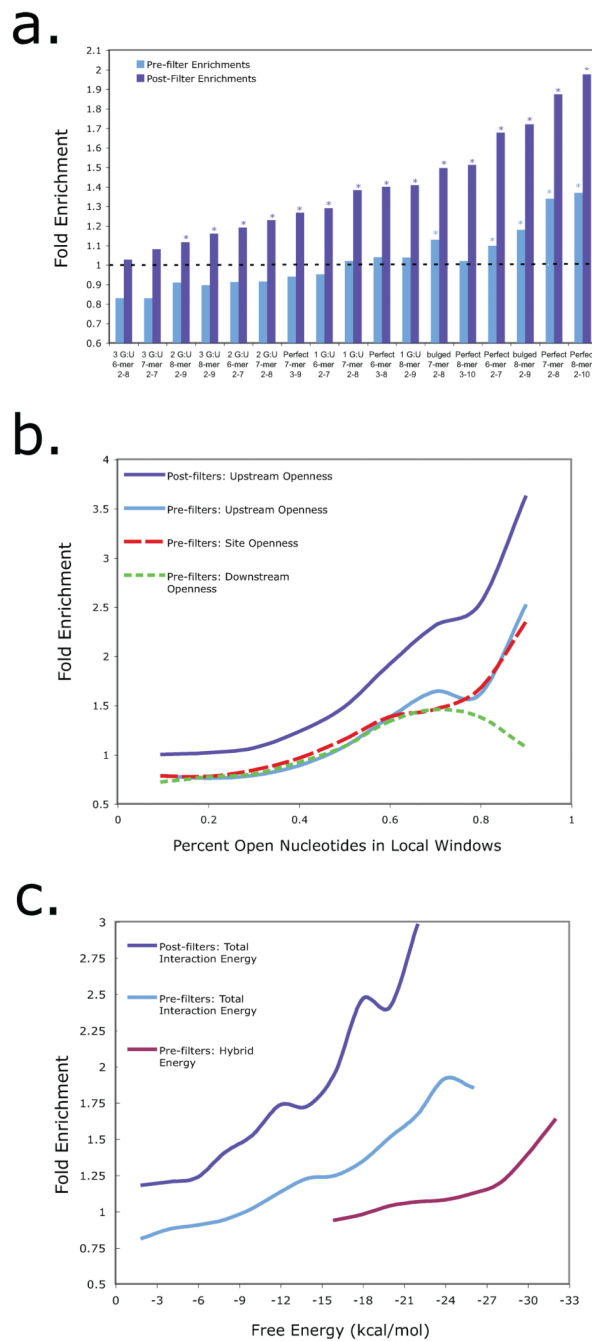 a.
2.1
2
1.9
1.8
1.7
1.6
1.5
1.4
1.3
1.2
1.1
1
0.9
0.8
0.7
0.6
Fold Enrichment
Pre-filter Enrichments
Post-Filter Enrichments
* * * * * * * * * * * * * * *
* * * * *
3 G:U 3 G:U 2 G:U 3 G:U 2 G:U 2 G:U Perfect 1 G:U 1 G:U Perfect 1 G:U bulged Perfect Perfect bulged Perfect Perfect
6-mer 7-mer 8-mer 8-mer 6-mer 7-mer 7-mer 6-mer 7-mer 6-mer 8-mer 7-mer 8-mer 6-mer 8-mer 7-mer 8-mer
2-8 2-7 2-9 2-9 2-7 2-8 3-9 2-7 2-8 3-8 2-9 2-8 3-10 2-7 2-9 2-8 2-10
b.
4
3.5
3
2.5
2
1.5
1
0.5
Fold Enrichment
Post-filters: Upstream Openness
Pre-filters: Upstream Openness
Pre-filters: Site Openness
Pre-filters: Downstream
Openness
0 0.2 0.4 0.6 0.8 1
Percent Open Nucleotides in Local Windows
c.
3
2.75
2.5
2.25
2
1.75
1.5
1.25
1
0.75
0.5
Fold Enrichment
Post-filters: Total
Interaction Energy
Pre-filters: Total
Interaction Energy
Pre-filters: Hybrid
Energy
0 -3 -6 -9 -12 -15 -18 -21 -24 -27 -30 -33
Free Energy (kcal/mol)